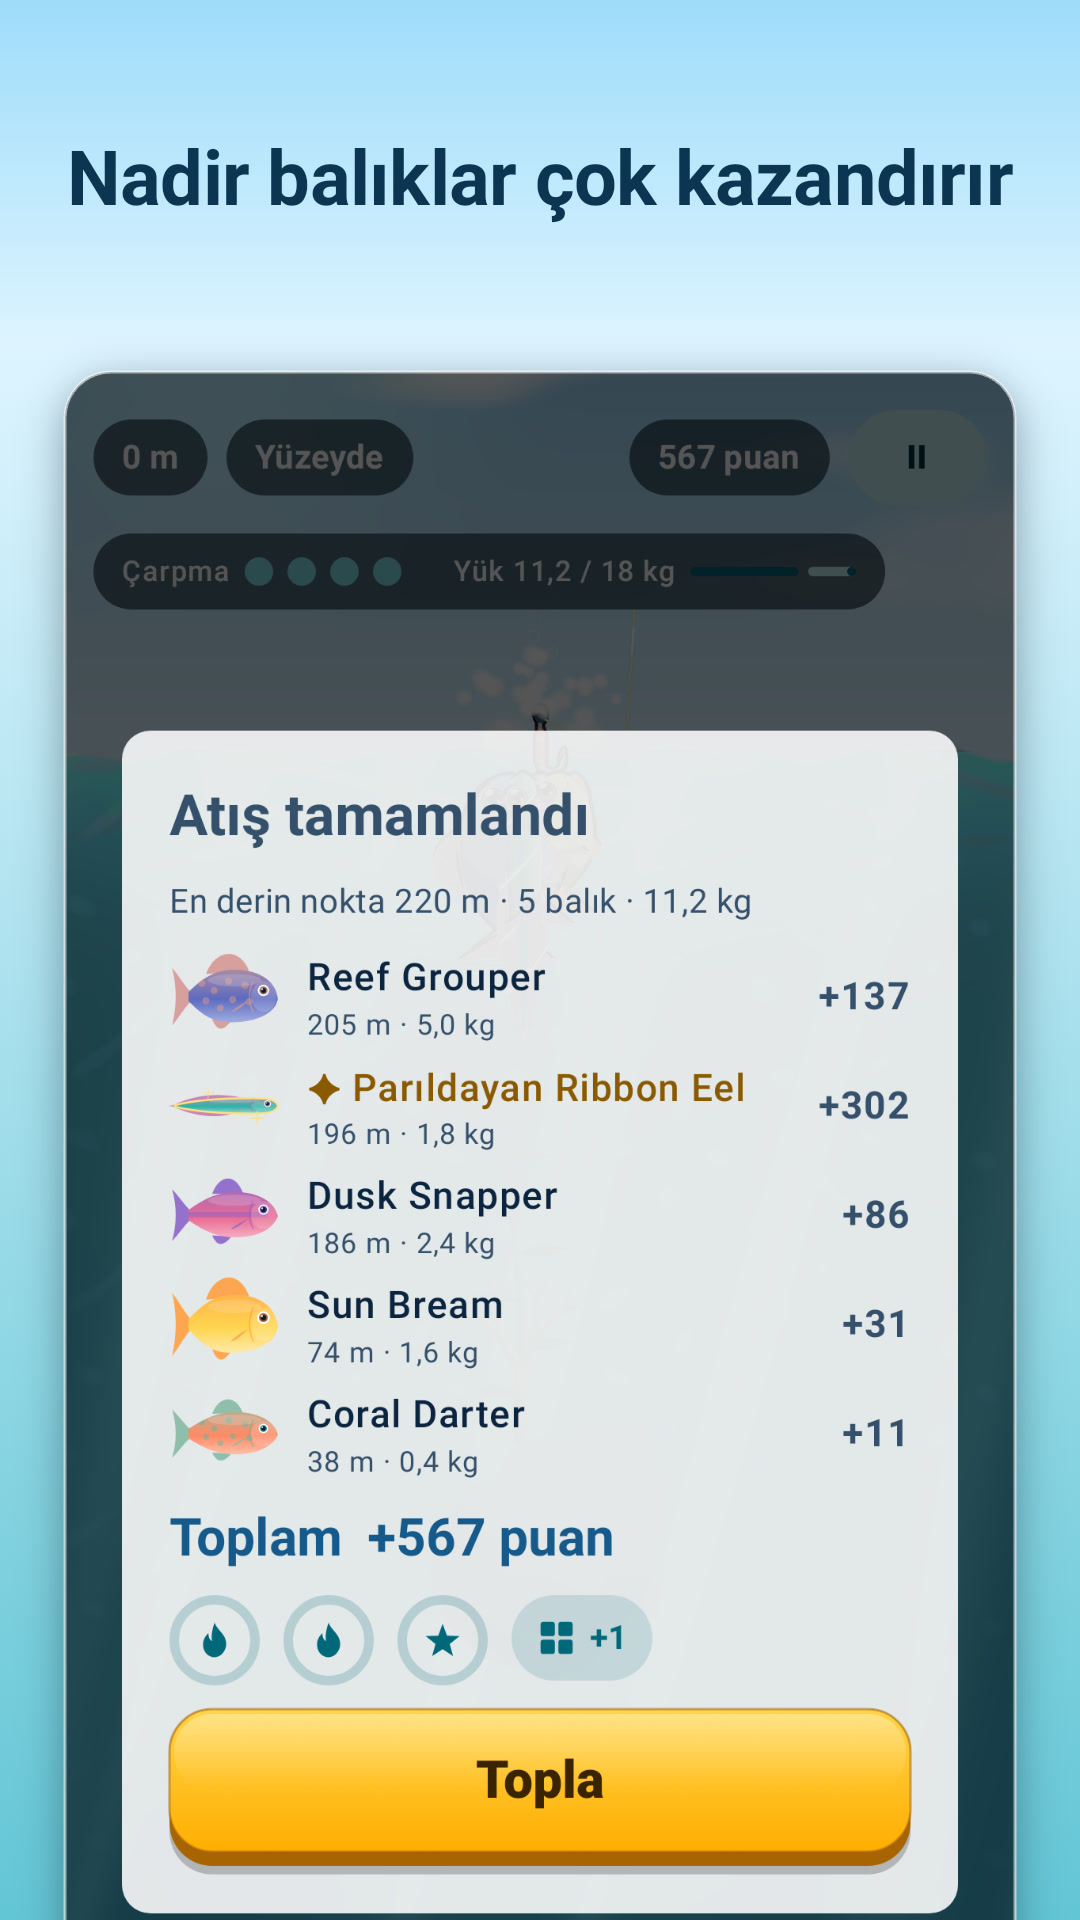 Nadir balıklar çok kazandırır
0 m
Yüzeyde
567 puan
Çarpma
Yük 11,2 / 18 kg
Atış tamamlandı
En derin nokta 220 m · 5 balık · 11,2 kg
Reef Grouper
+137
205 m · 5,0 kg
Parıldayan Ribbon Eel
+302
196 m · 1,8 kg
Dusk Snapper
+86
186 m · 2,4 kg
Sun Bream
+31
74 m · 1,6 kg
Coral Darter
+11
38 m · 0,4 kg
Toplam +567 puan
+1
Topla